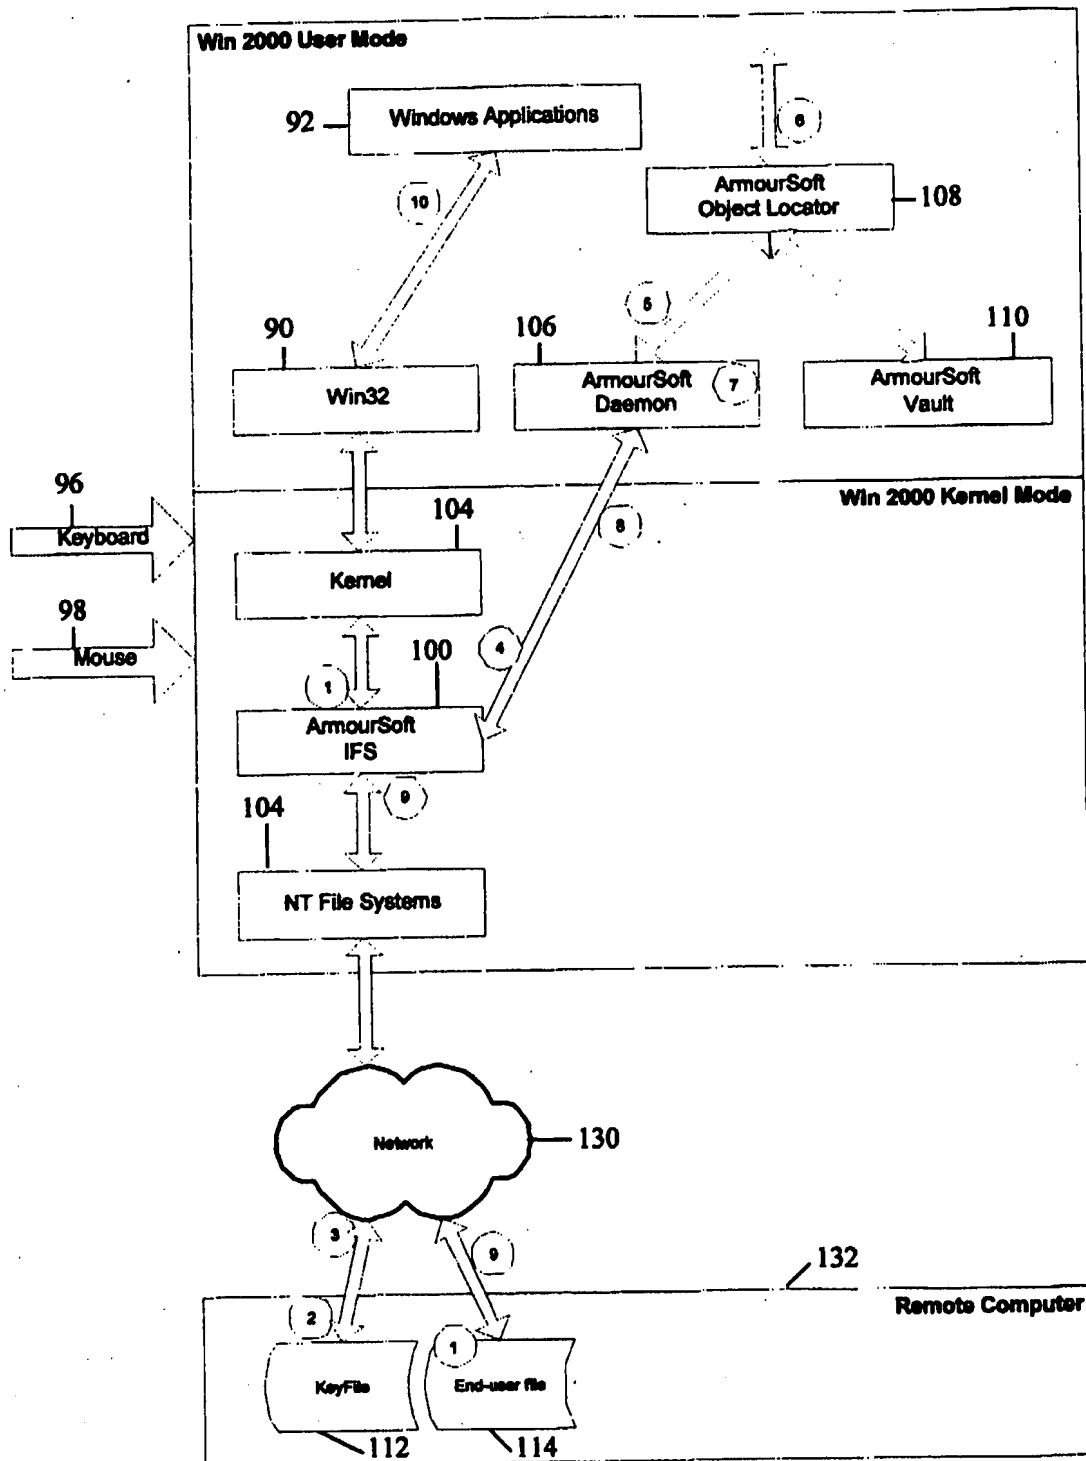 Win 2000 User Mode
92
Windows Applications
6
10
ArmourSoft
Object Locator
108
5
90
106
110
Win32
ArmourSoft
Daemon
7
ArmourSoft
Vault
96
Keyboard
Win 2000 Kernel Mode
104
8
Kernel
98
Mouse
4
100
1
ArmourSoft
IFS
9
104
NT File Systems
Network
130
3
9
132
Remote Computer
2
1
KeyFile
End-user file
112
114